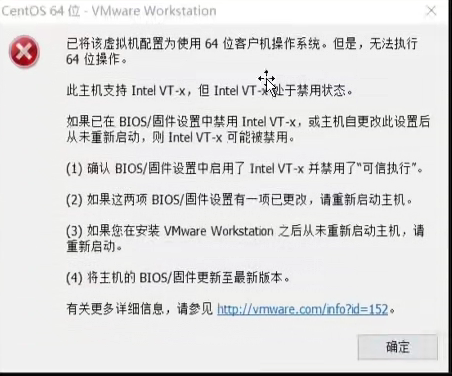 CentOS 64 位 - VMware Workstation
已将该虚拟机配置为使用 64 位客户机操作系统。但是，无法执行
64 位操作。
此主机支持 Intel VT-x，但 Intel VT-x 处于禁用状态。
如果已在 BIOS/固件设置中禁用 Intel VT-x，或主机自更改此设置后
从未重新启动，则 Intel VT-x 可能被禁用。
(1) 确认 BIOS/固件设置中启用了 Intel VT-x 并禁用了“可信执行”。
(2) 如果这两项 BIOS/固件设置有一项已更改，请重新启动主机。
(3) 如果您在安装 VMware Workstation 之后从未重新启动主机，请
重新启动。
(4) 将主机的 BIOS/固件更新至最新版本。
有关更多详细信息，请参见 http://vmware.com/info?id=152。
确定